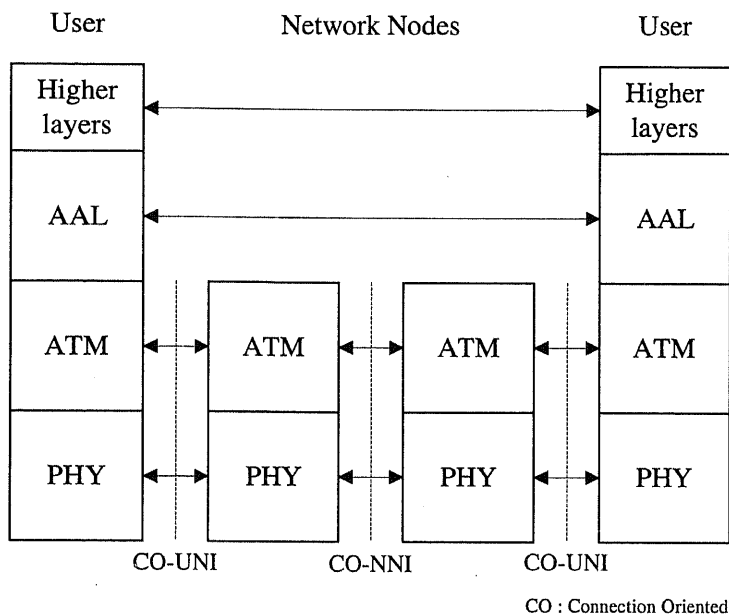 User Network Nodes User
Higher layers Higher layers
AAL AAL
ATM ATM ATM ATM
PHY PHY PHY PHY
CO-UNI CO-NNI CO-UNI
CO : Connection Oriented